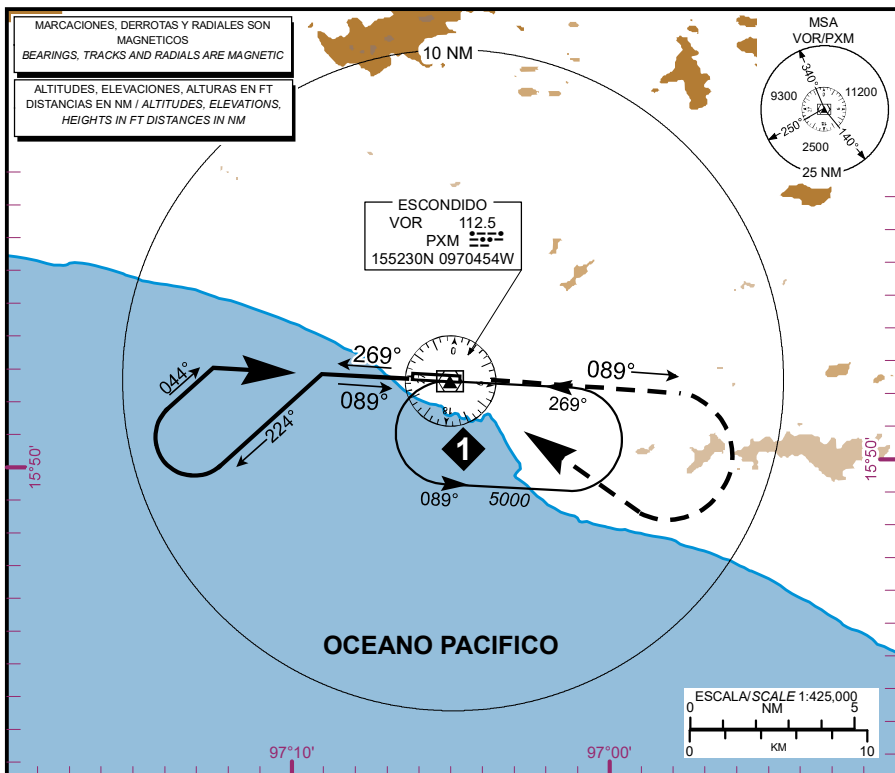 MARCACIONES, DERROTAS Y RADIALES SON
MAGNETICOS
BEARINGS, TRACKS AND RADIALS ARE MAGNETIC
ALTITUDES, ELEVACIONES, ALTURAS EN FT
DISTANCIAS EN NM / ALTITUDES, ELEVATIONS,
HEIGHTS IN FT DISTANCES IN NM
10 NM
MSA
VOR/PXM
340°
9300
11200
250°
140°
2500
25 NM
ESCONDIDO
VOR 112.5
PXM
155230N 0970454W
0
18
269°
089°
044°
224°
089°
269°
1
089°
5000
15°50'
15°50'
OCEANO PACIFICO
ESCALA/SCALE 1:425,000
0 NM 5
0 KM 10
97°10'
97°00'